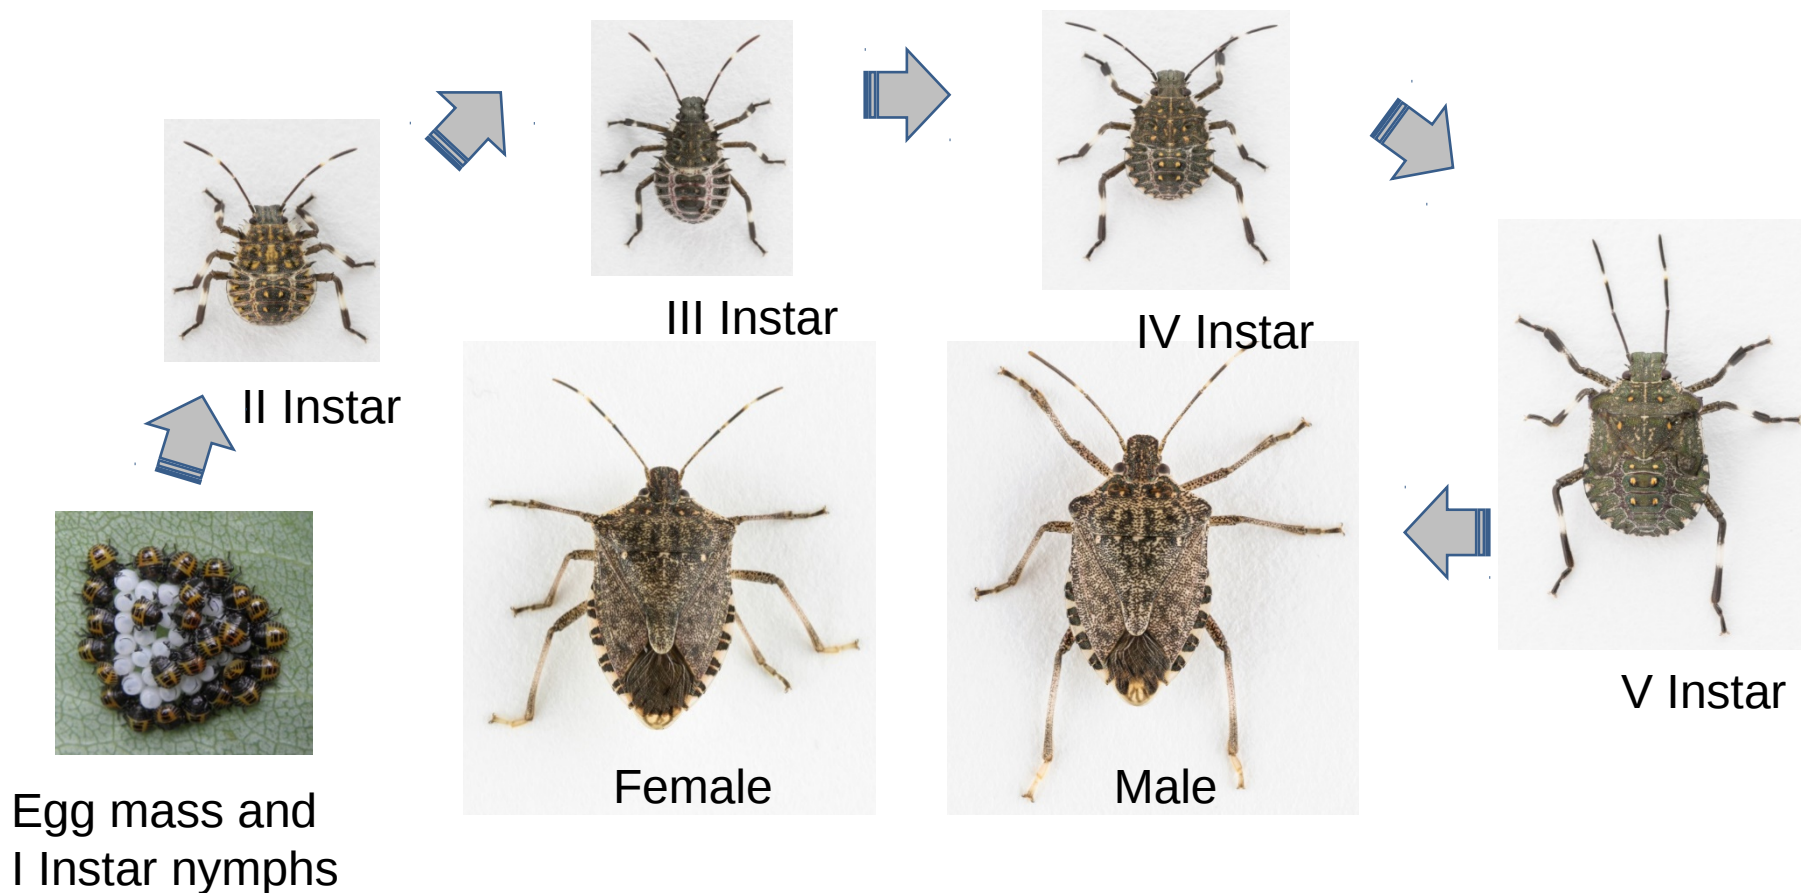 III Instar
IV Instar
II Instar
V Instar
Female
Male
Egg mass and
I Instar nymphs